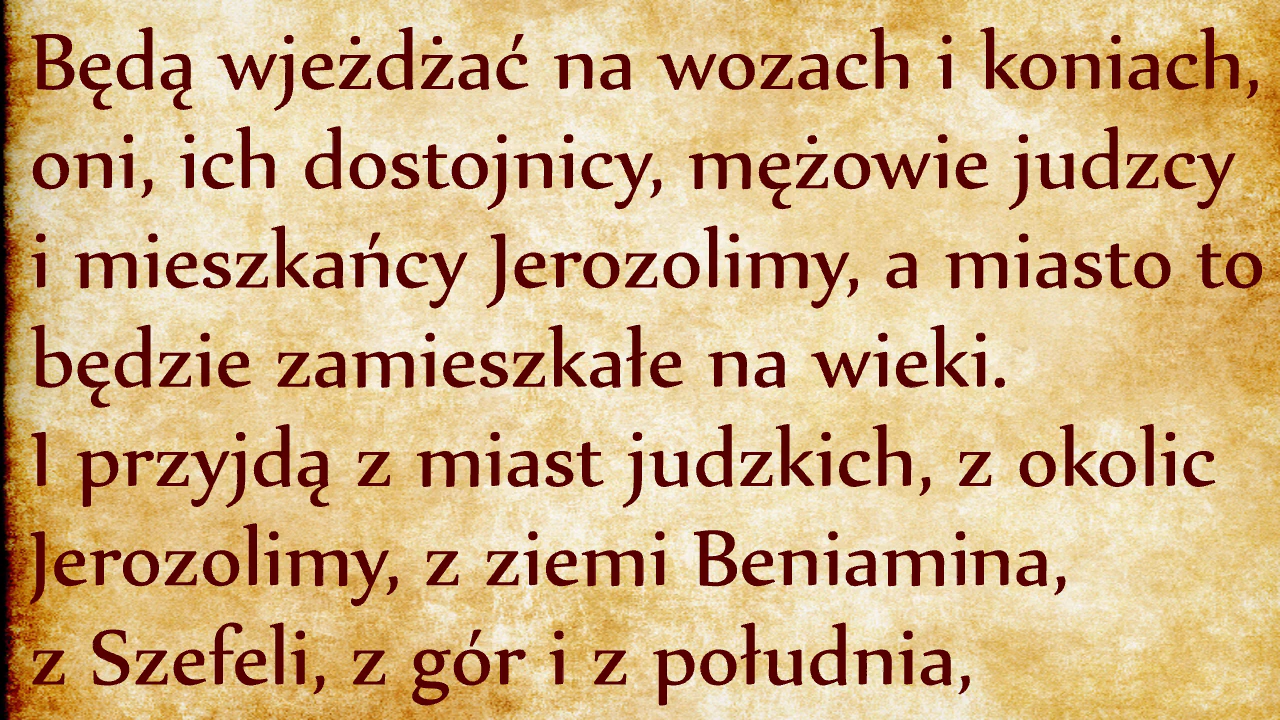 Będą wjeżdżać na wozach i koniach,
oni, ich dostojnicy, mężowie judzcy
i mieszkańcy Jerozolimy, a miasto to
będzie zamieszkałe na wieki.
I przyjdą z miast judzkich, z okolic
Jerozolimy, z ziemi Beniamina,
z Szefeli, z gór i z południa,